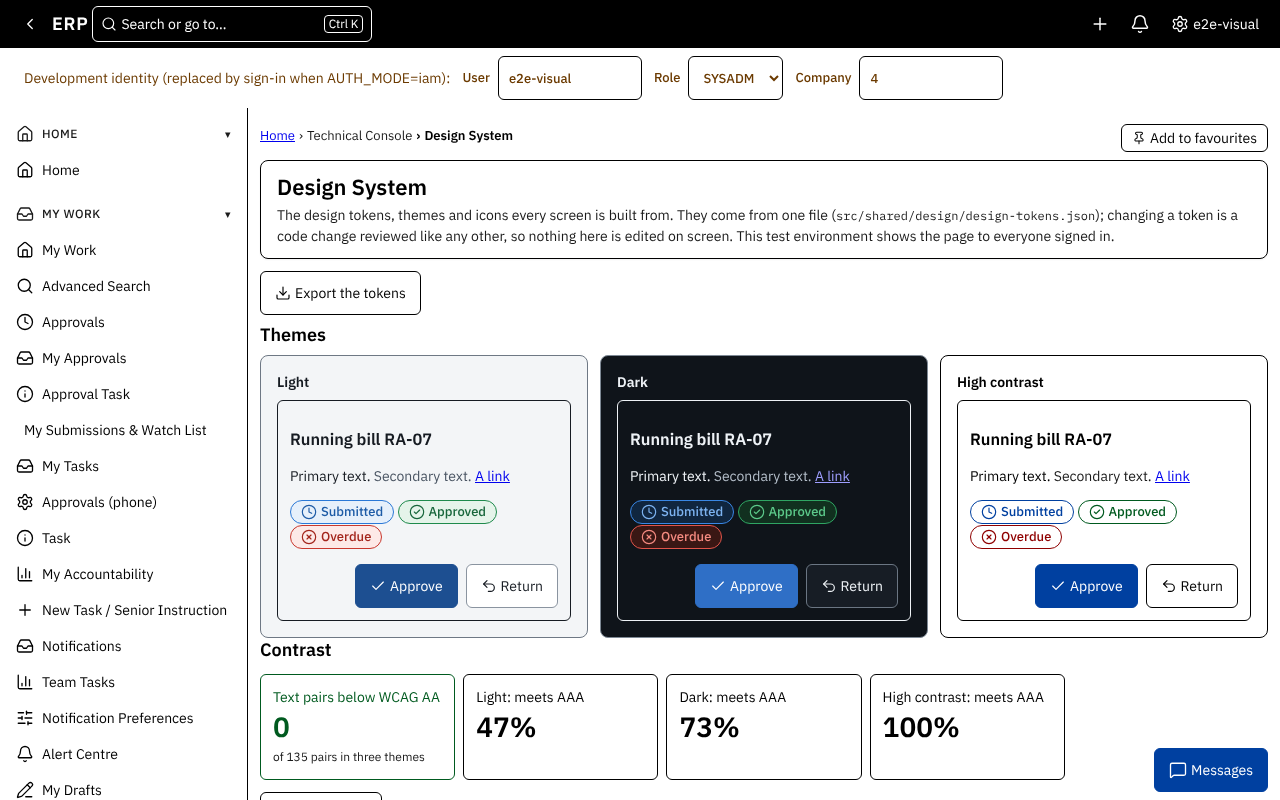 ERP
Search or go to...
Ctrl K
e2e-visual
Development identity (replaced by sign-in when AUTH_MODE=iam):
User
e2e-visual
Role
SYSADM
Company
4
HOME
Home
MY WORK
My Work
Advanced Search
Approvals
My Approvals
Approval Task
My Submissions & Watch List
My Tasks
Approvals (phone)
Task
My Accountability
New Task / Senior Instruction
Notifications
Team Tasks
Notification Preferences
Alert Centre
My Drafts
Home › Technical Console › Design System
Add to favourites
Design System
The design tokens, themes and icons every screen is built from. They come from one file (src/shared/design/design-tokens.json); changing a token is a
code change reviewed like any other, so nothing here is edited on screen. This test environment shows the page to everyone signed in.
Export the tokens
Themes
Light
Running bill RA-07
Primary text. Secondary text. A link
Submitted
Approved
Overdue
Approve
Return
Dark
Running bill RA-07
Primary text. Secondary text. A link
Submitted
Approved
Overdue
Approve
Return
High contrast
Running bill RA-07
Primary text. Secondary text. A link
Submitted
Approved
Overdue
Approve
Return
Contrast
Text pairs below WCAG AA
0
of 135 pairs in three themes
Light: meets AAA
47%
Dark: meets AAA
73%
High contrast: meets AAA
100%
Messages